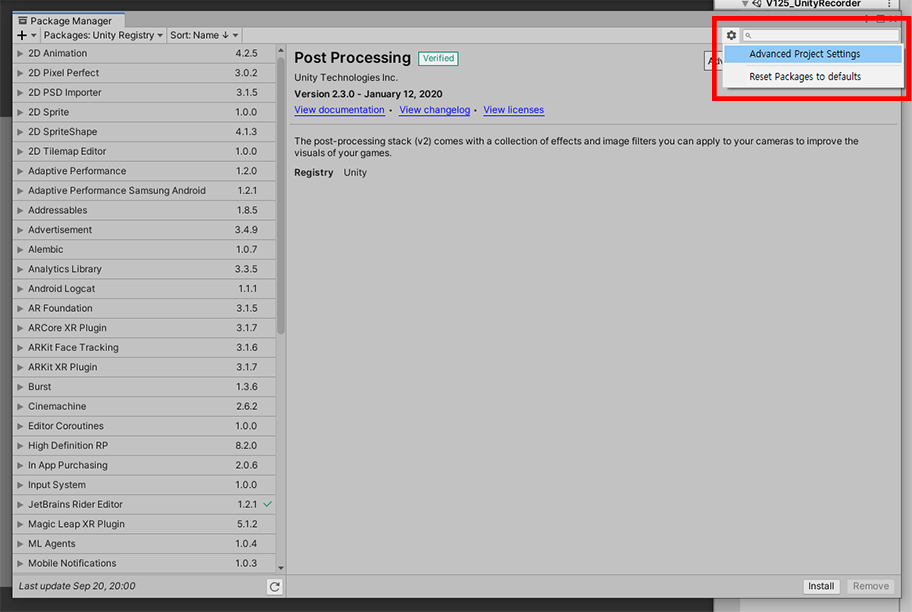 V125_UnityRecorder
Package Manager
+ Packages: Unity Registry Sort: Name ↓
Advanced Project Settings
Reset Packages to defaults
2D Animation 4.2.5
2D Pixel Perfect 3.0.2
2D PSD Importer 3.1.5
2D Sprite 1.0.0
2D SpriteShape 4.1.3
2D Tilemap Editor 1.0.0
Adaptive Performance 1.2.0
Adaptive Performance Samsung Android 1.2.1
Addressables 1.8.5
Advertisement 3.4.9
Alembic 1.0.7
Analytics Library 3.3.5
Android Logcat 1.1.1
AR Foundation 3.1.5
ARCore XR Plugin 3.1.7
ARKit Face Tracking 3.1.6
ARKit XR Plugin 3.1.7
Burst 1.3.6
Cinemachine 2.6.2
Editor Coroutines 1.0.0
High Definition RP 8.2.0
In App Purchasing 2.0.6
Input System 1.0.0
JetBrains Rider Editor 1.2.1
Magic Leap XR Plugin 5.1.2
ML Agents 1.0.4
Mobile Notifications 1.0.3
Last update Sep 20, 20:00
Post Processing Verified
Unity Technologies Inc.
Version 2.3.0 - January 12, 2020
View documentation • View changelog • View licenses
The post-processing stack (v2) comes with a collection of effects and image filters you can apply to your cameras to improve the
visuals of your games.
Registry Unity
Install Remove